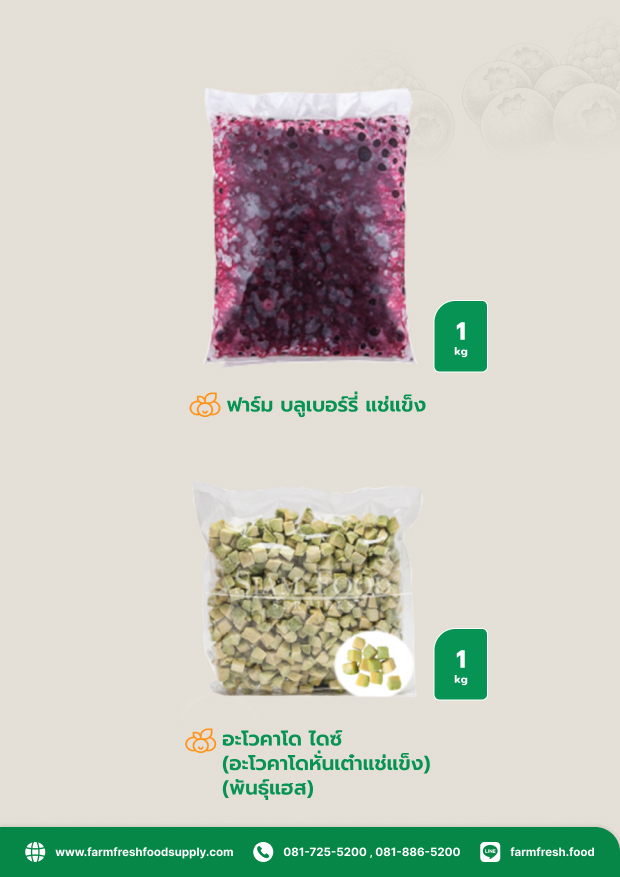 1
kg
ฟาร์ม บลูเบอร์รี่ แช่แข็ง
SIAM FOOD
1
kg
อะโวคาโด ไดซ์
(อะโวคาโดหั่นเต๋าแช่แข็ง)
(พันธุ์แฮส)
www.farmfreshfoodsupply.com 081-725-5200 , 081-886-5200 LINE farmfresh.food